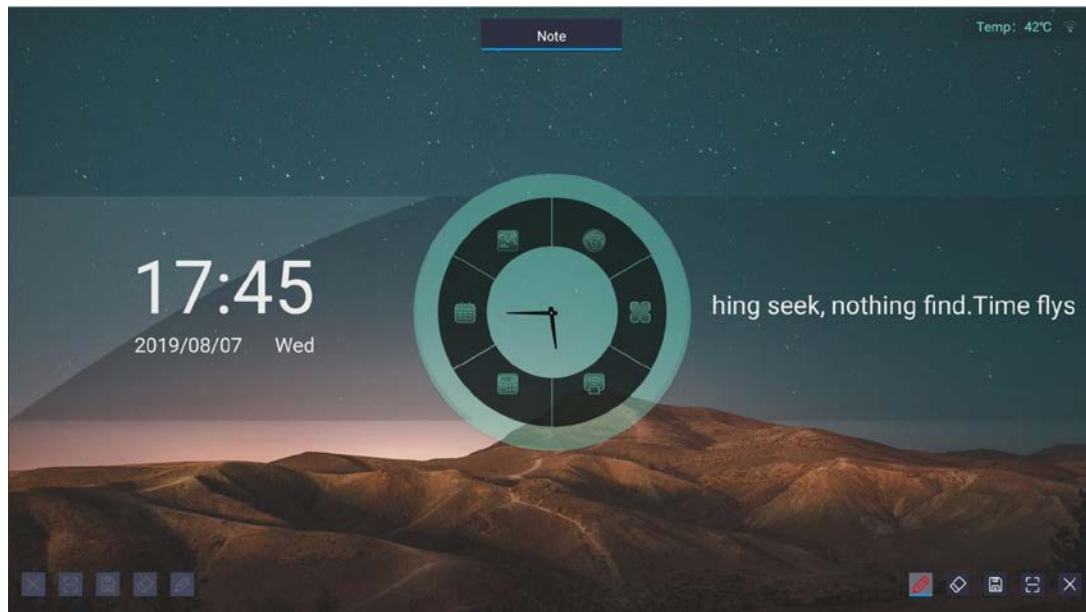 Note
Temp: 42℃
17:45
2019/08/07 Wed
hing seek, nothing find.Time flys